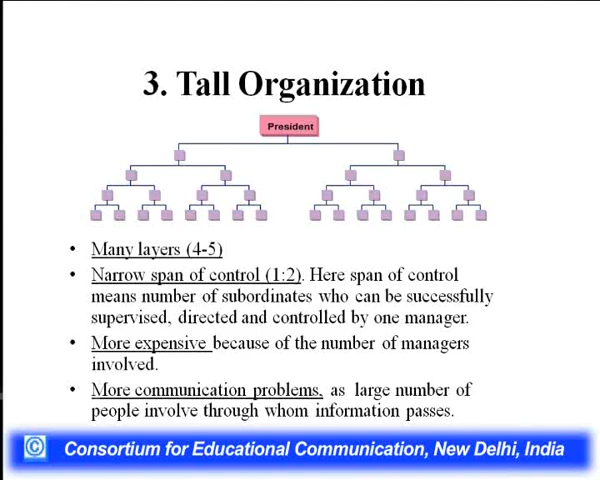 3. Tall Organization
President
• Many layers (4-5)
• Narrow span of control (1:2). Here span of control
means number of subordinates who can be successfully
supervised, directed and controlled by one manager.
• More expensive because of the number of managers
involved.
• More communication problems, as large number of
people involve through whom information passes.
© Consortium for Educational Communication, New Delhi, India